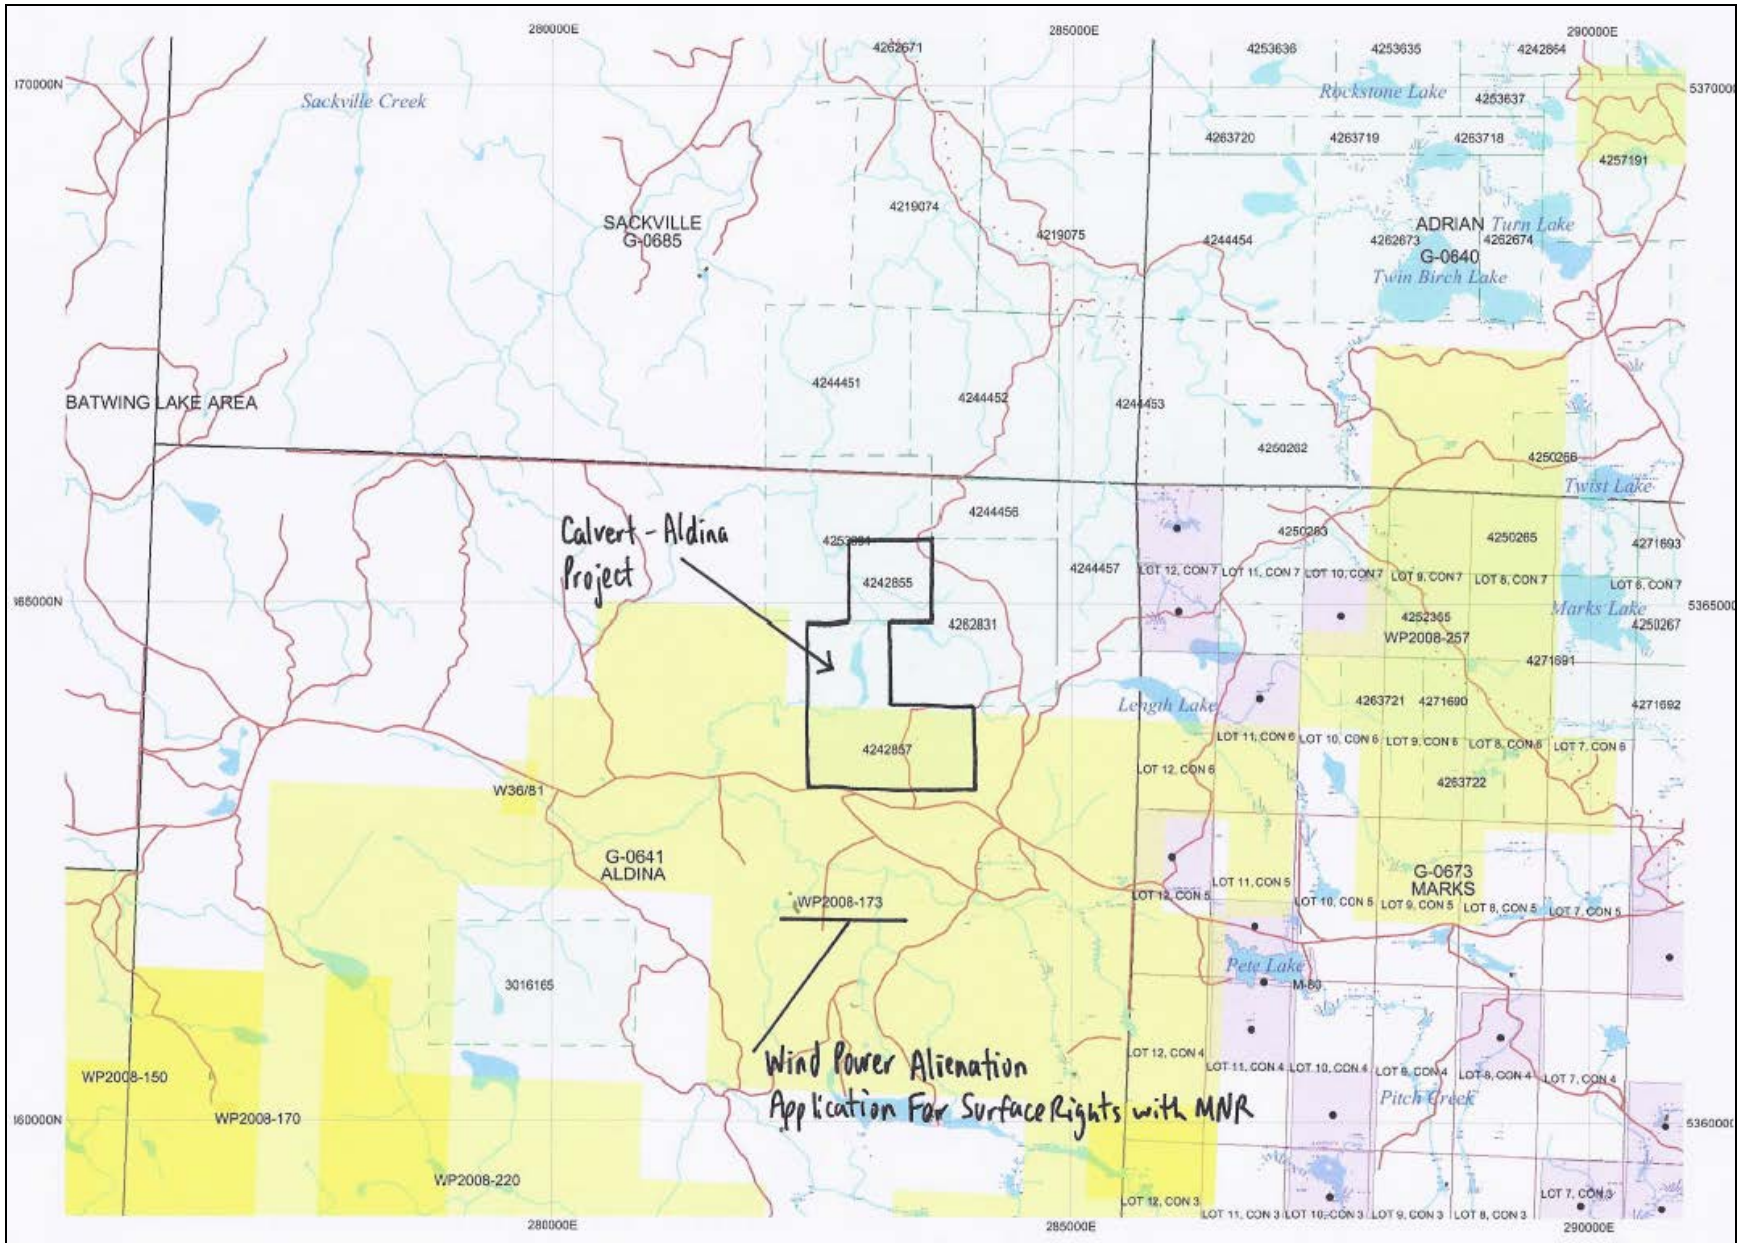 280000E
285000E
290000E
4262671
4253636
4253635
4242864
170000N
Sackville Creek
Rockstone Lake
537000
4253637
4263720
4263719
4263718
4257191
4219074
SACKVILLE
G-0685
4219075
4244454
ADRIAN
Turn Lake
4262673
4262674
G-0640
Twin Birch Lake
4244451
4244452
4244453
BATWING LAKE AREA
4250262
4250266
Twist Lake
4244456
Calvert - Aldina
Project
4250263
4250265
4271693
4242855
4244457
LOT 12, CON 7
LOT 11, CON 7
LOT 10, CON 7
LOT 9, CON 7
LOT 8, CON 7
LOT 6, CON 7
536500
Marks Lake
4262831
4252355
4250267
WP2008-257
4271691
Length Lake
4263721
4271690
4271692
4242857
LOT 11, CON 6
LOT 10, CON 6
LOT 9, CON 6
LOT 8, CON 6
LOT 7, CON 6
LOT 12, CON 6
W36/81
4263722
G-0641
ALDINA
G-0673
MARKS
WP2008-173
LOT 12, CON 5
LOT 11, CON 5
LOT 10, CON 5
LOT 9, CON 5
LOT 8, CON 5
LOT 7, CON 5
Pete Lake
M-80
3016165
Wind Power Alienation
Application For Surface Rights with MNR
LOT 12, CON 4
LOT 11, CON 4
LOT 10, CON 4
LOT 9, CON 4
LOT 8, CON 4
LOT 7, CON 4
WP2008-150
Pitch Creek
WP2008-170
536000
WP2008-220
LOT 12, CON 3
LOT 11, CON 3
LOT 10, CON 3
LOT 9, CON 3
LOT 8, CON 3
LOT 7, CON 3
280000E
285000E
290000E